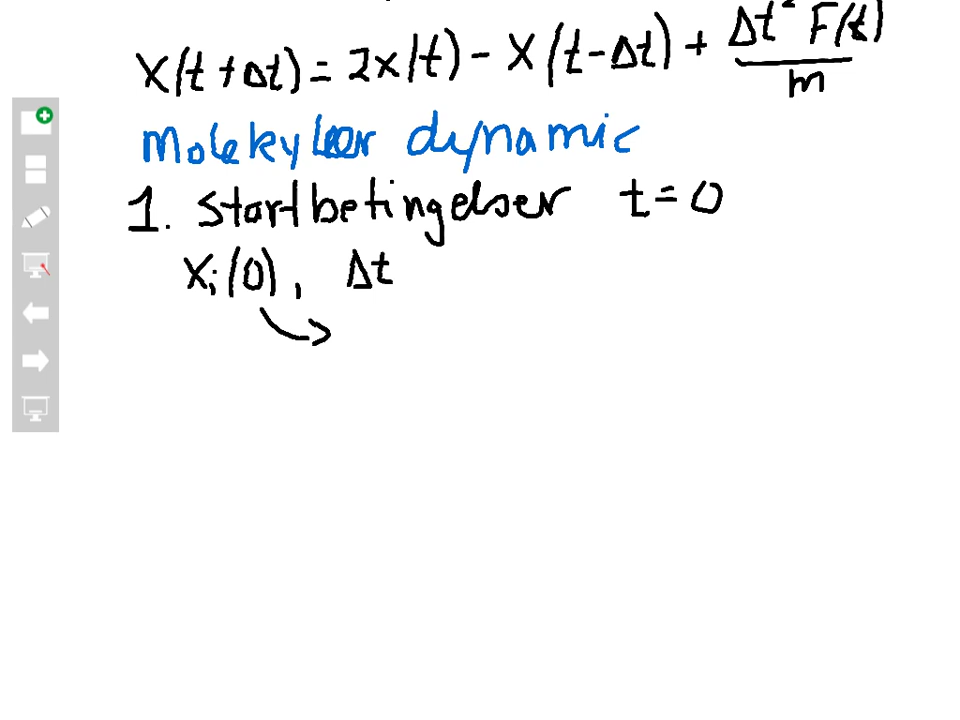 X(t+Δt) = 2x(t) - X(t-Δt) + Δt² F(t) / m
Molekylær dynamic
1. Startbetingelser t=0
Xi(0), Δt